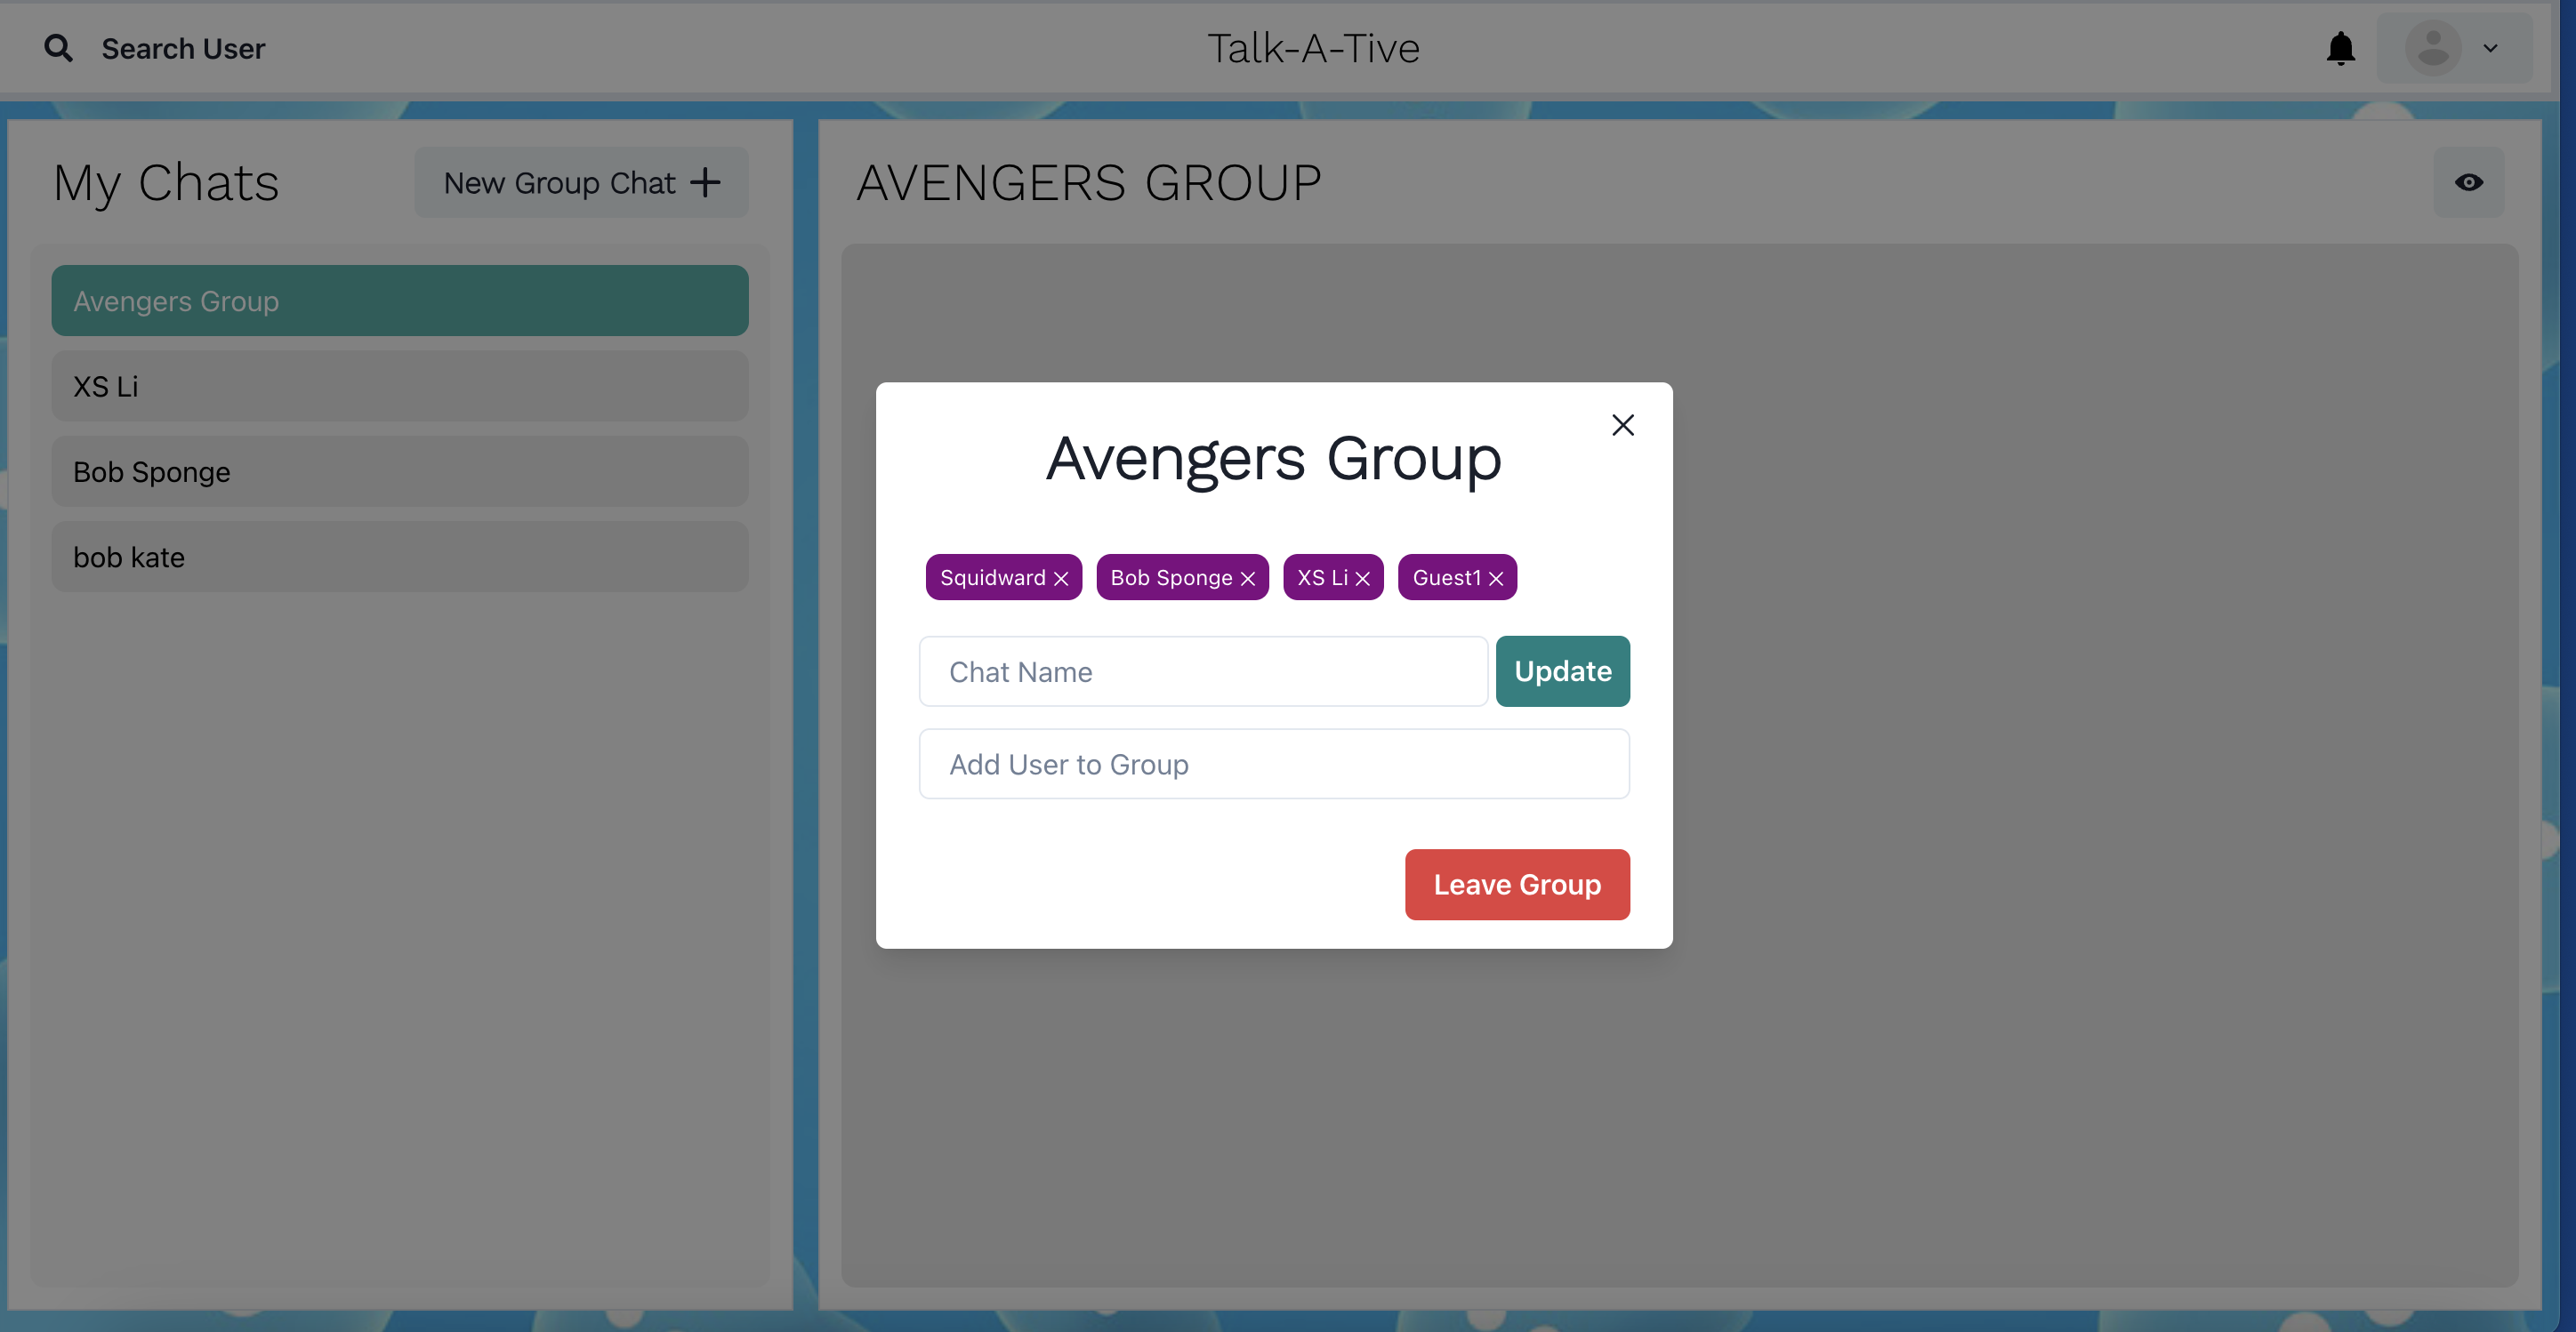 Search User
Talk-A-Tive
My Chats
New Group Chat
AVENGERS GROUP
Avengers Group
XS Li
Bob Sponge
bob kate
Avengers Group
Squidward
Bob Sponge
XS Li
Guest1
Chat Name
Update
Add User to Group
Leave Group